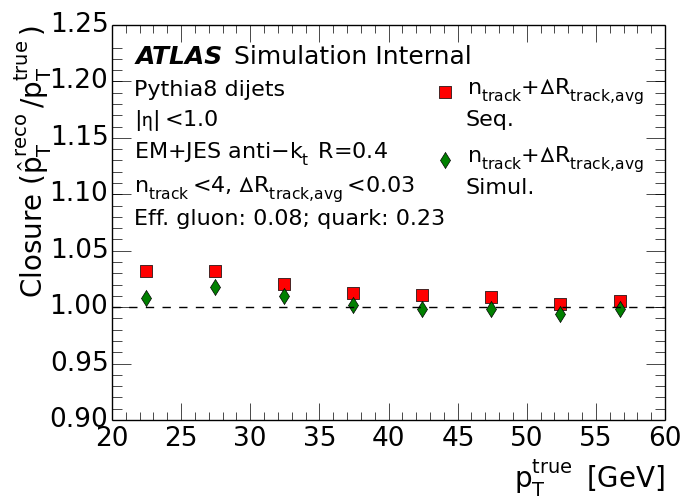 ATLAS Simulation Internal
Pythia8 dijets
|η| <1.0
EM+JES anti−k_t R=0.4
n_track <4, ΔR_track,avg <0.03
Eff. gluon: 0.08; quark: 0.23
n_track+ΔR_track,avg
Seq.
n_track+ΔR_track,avg
Simul.
Closure (p̂_T^reco /p_T^true )
1.25
1.20
1.15
1.10
1.05
1.00
0.95
0.90
20 25 30 35 40 45 50 55 60
p_T^true [GeV]